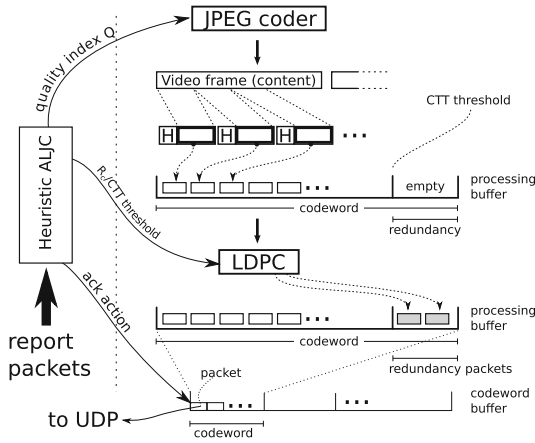 JPEG coder
quality index Q
Video frame (content)
CTT threshold
H
H
H
...
Heuristic ALJC
Rc/CTT threshold
...
empty
processing
buffer
codeword
redundancy
LDPC
ack action
report
packets
...
processing
buffer
codeword
redundancy packets
packet
...
...
codeword
buffer
to UDP
codeword